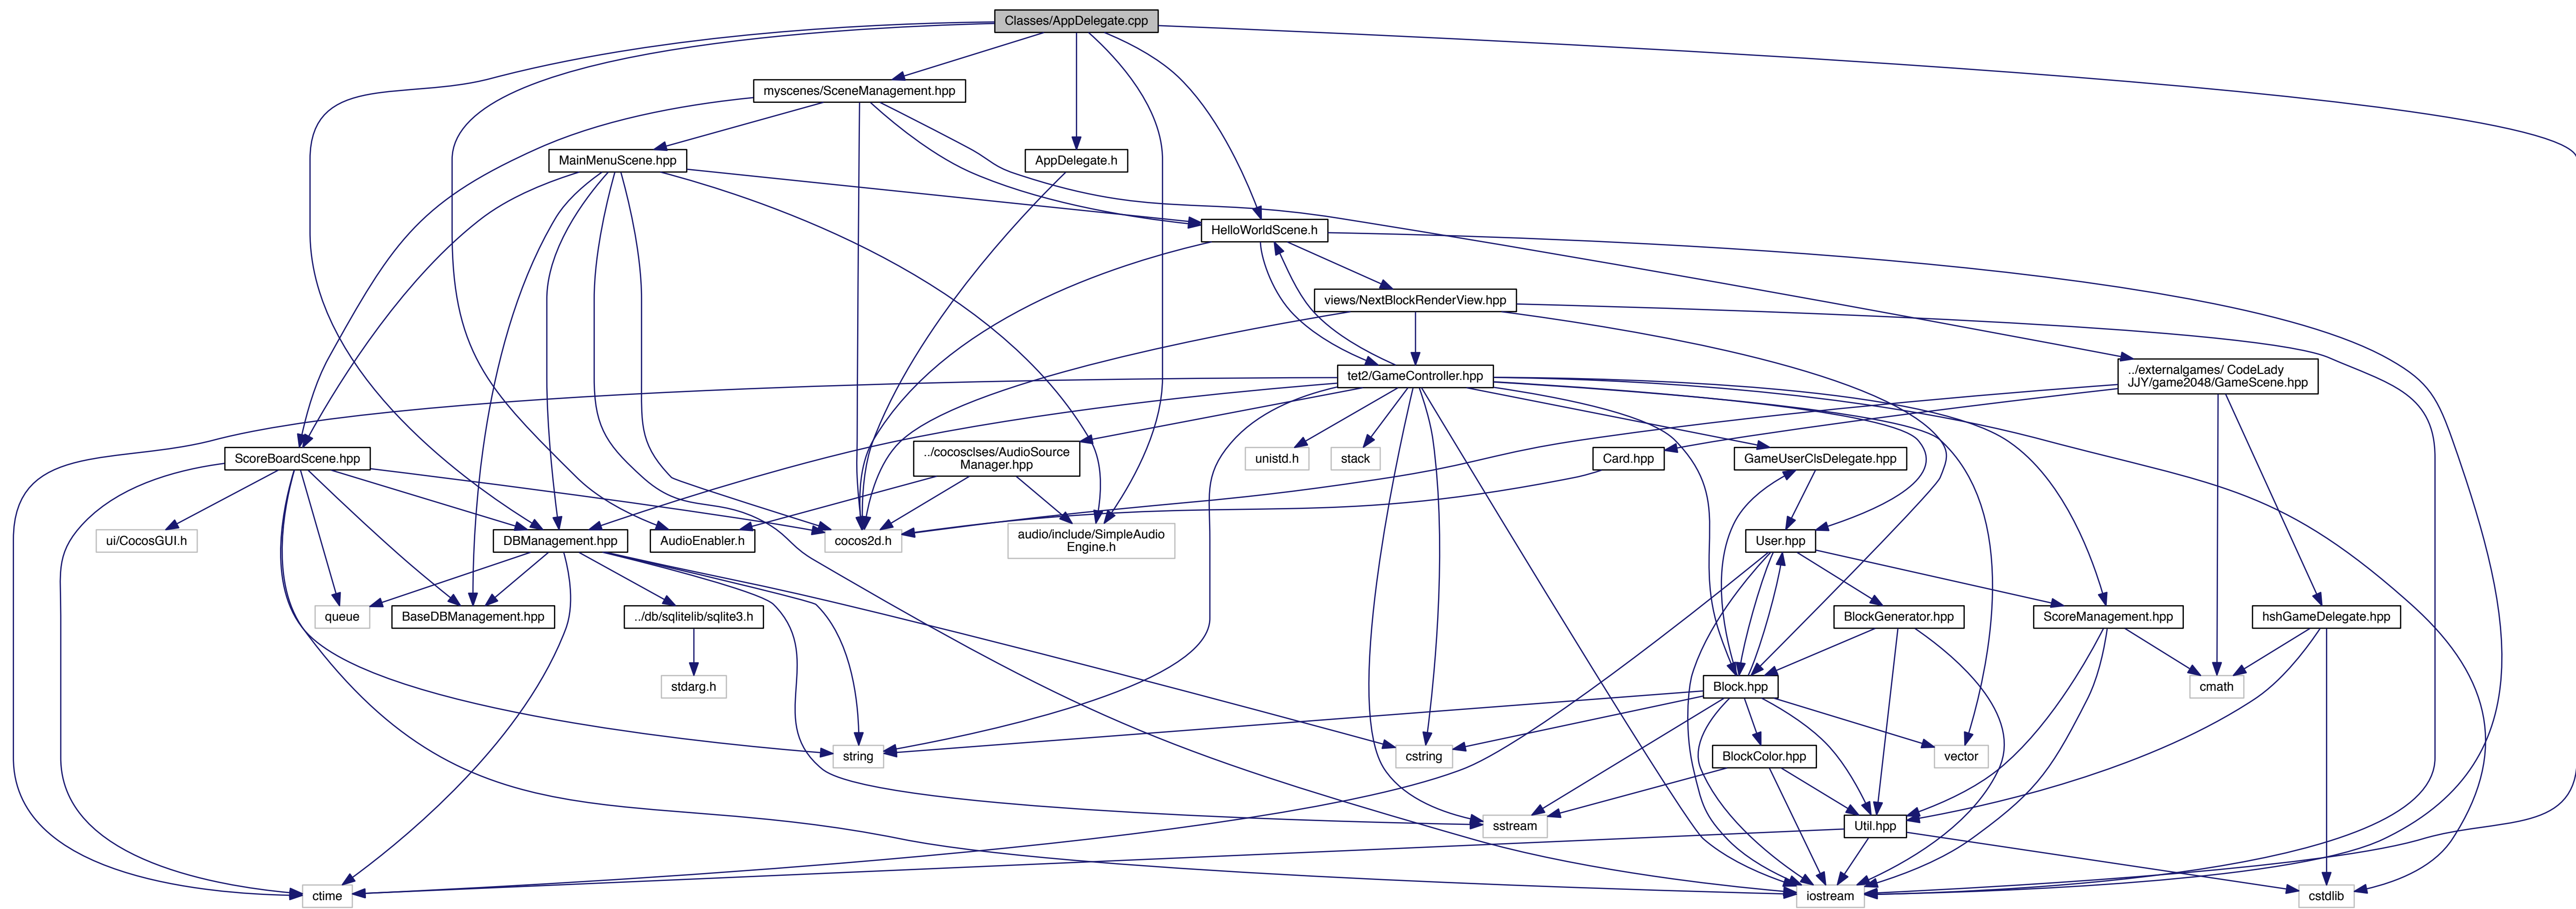 Classes/AppDelegate.cpp
myscenes/SceneManagement.hpp
MainMenuScene.hpp
AppDelegate.h
HelloWorldScene.h
views/NextBlockRenderView.hpp
tet2/GameController.hpp
../externalgames/ CodeLady
JJY/game2048/GameScene.hpp
ScoreBoardScene.hpp
../cocosclses/AudioSource
Manager.hpp
unistd.h
stack
Card.hpp
GameUserClsDelegate.hpp
ui/CocosGUI.h
DBManagement.hpp
AudioEnabler.h
cocos2d.h
audio/include/SimpleAudio
Engine.h
User.hpp
queue
BaseDBManagement.hpp
../db/sqlitelib/sqlite3.h
BlockGenerator.hpp
ScoreManagement.hpp
hshGameDelegate.hpp
stdarg.h
Block.hpp
cmath
string
cstring
BlockColor.hpp
vector
sstream
Util.hpp
ctime
iostream
cstdlib